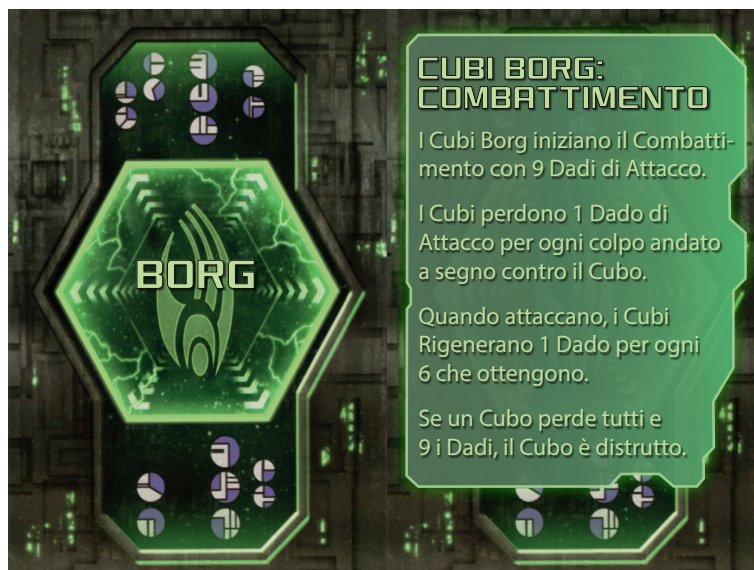 BORG
CUBI BORG:
COMBATTIMENTO
I Cubi Borg iniziano il Combatti-
mento con 9 Dadi di Attacco.
I Cubi perdono 1 Dado di
Attacco per ogni colpo andato
a segno contro il Cubo.
Quando attaccano, i Cubi
Rigenerano 1 Dado per ogni
6 che ottengono.
Se un Cubo perde tutti e
9 i Dadi, il Cubo è distrutto.